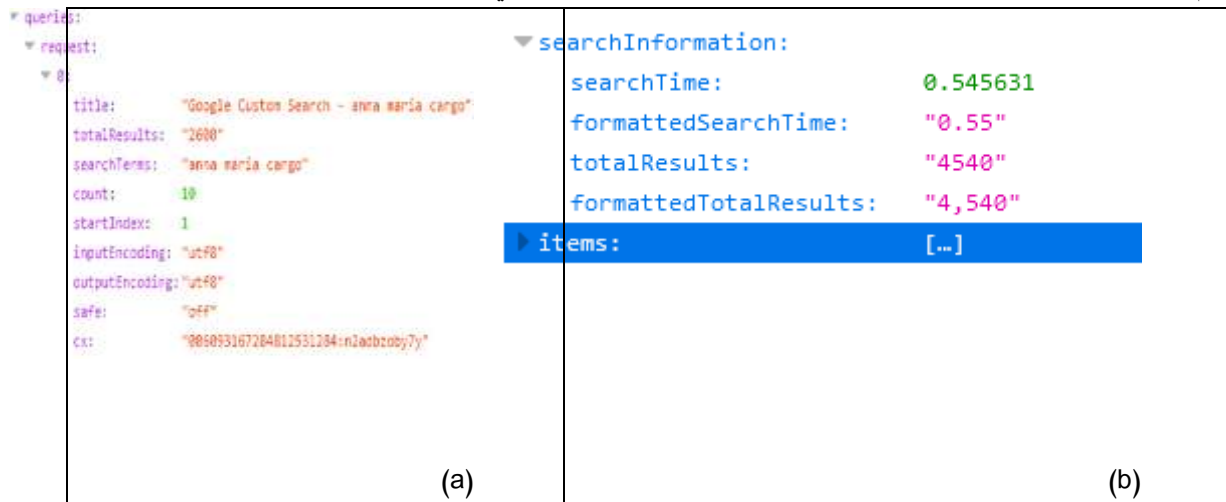 queries:
request:
0:
title: "Google Custom Search - anna maria cargo"
totalResults: "2600"
searchTerms: "anna maria cargo"
count: 10
startIndex: 1
inputEncoding: "utf8"
outputEncoding: "utf8"
safe: "off"
cx:
(a)
searchInformation:
searchTime: 0.545631
formattedSearchTime: "0.55"
totalResults: "4540"
formattedTotalResults: "4,540"
items: […]
(b)